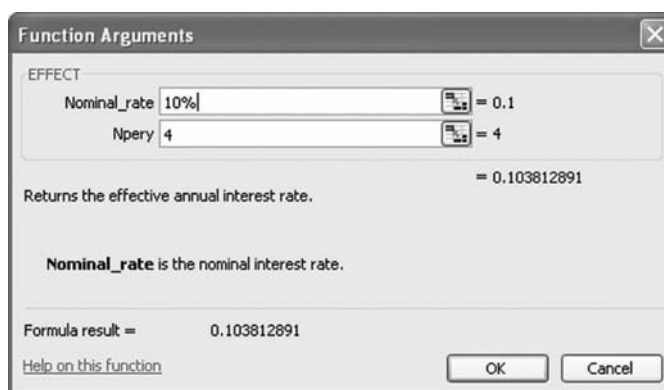 Function Arguments
EFFECT
Nominal_rate 10% = 0.1
Npery 4 = 4
= 0.103812891
Returns the effective annual interest rate.
Nominal_rate is the nominal interest rate.
Formula result = 0.103812891
Help on this function OK Cancel